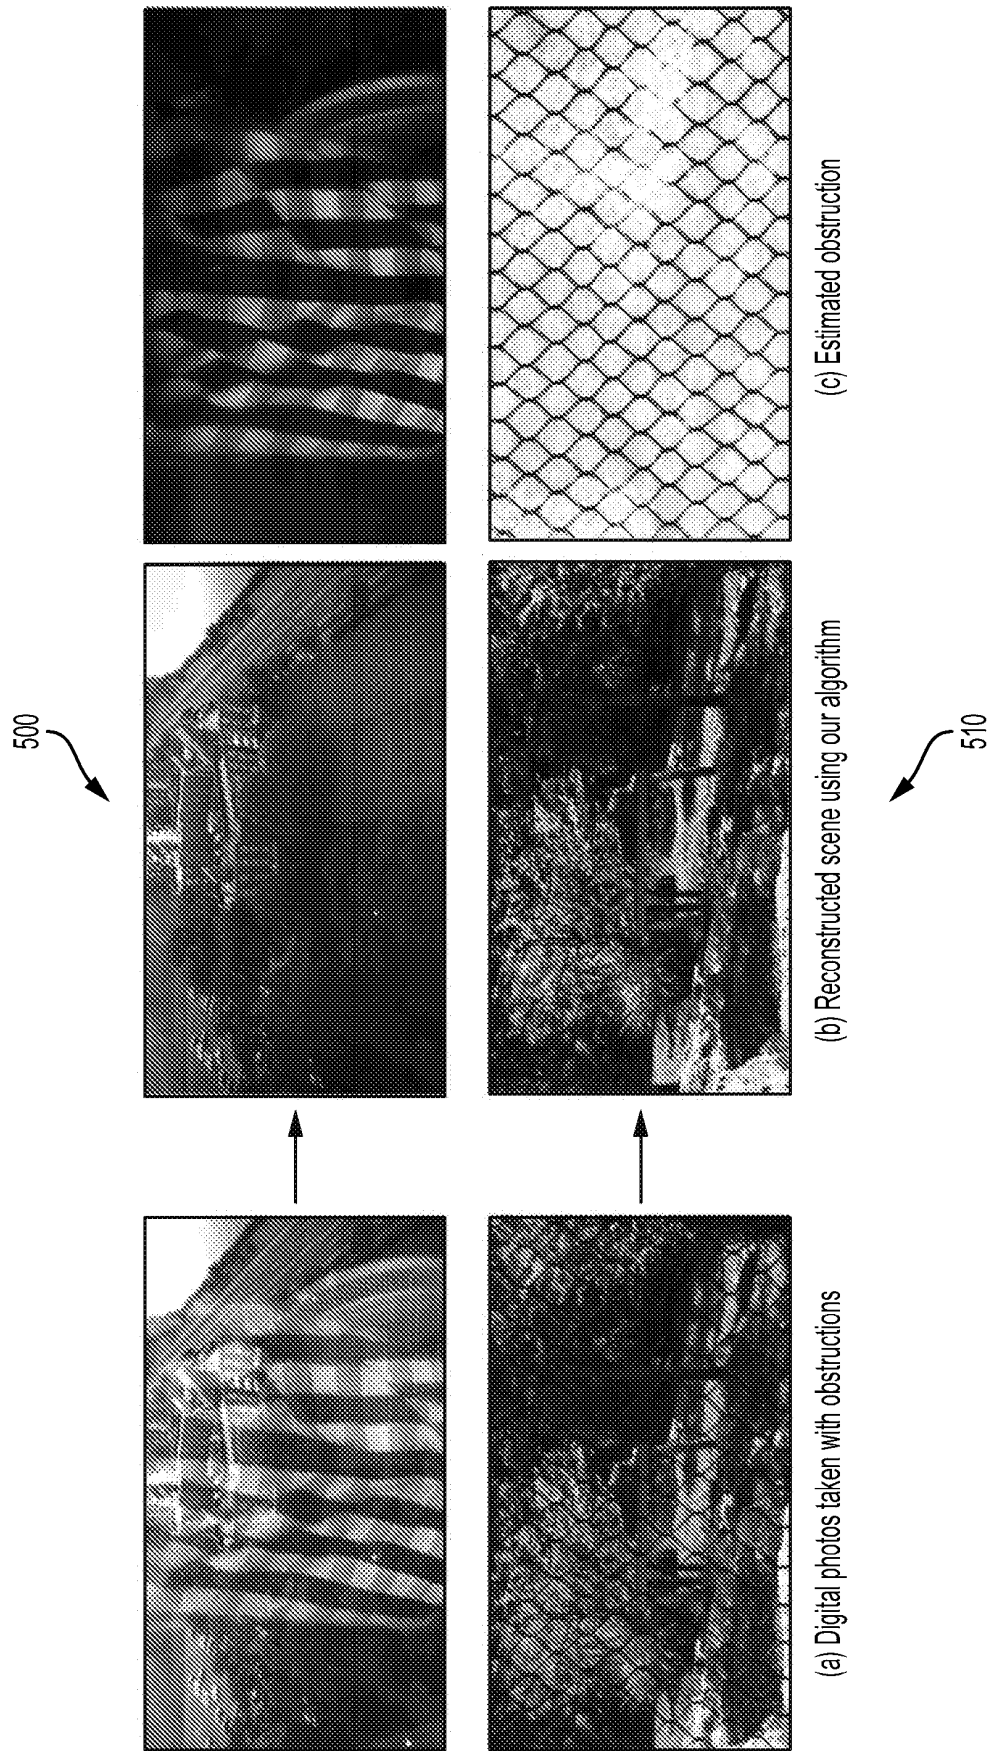 500
(a) Digital photos taken with obstructions
(b) Reconstructed scene using our algorithm
(c) Estimated obstruction
510